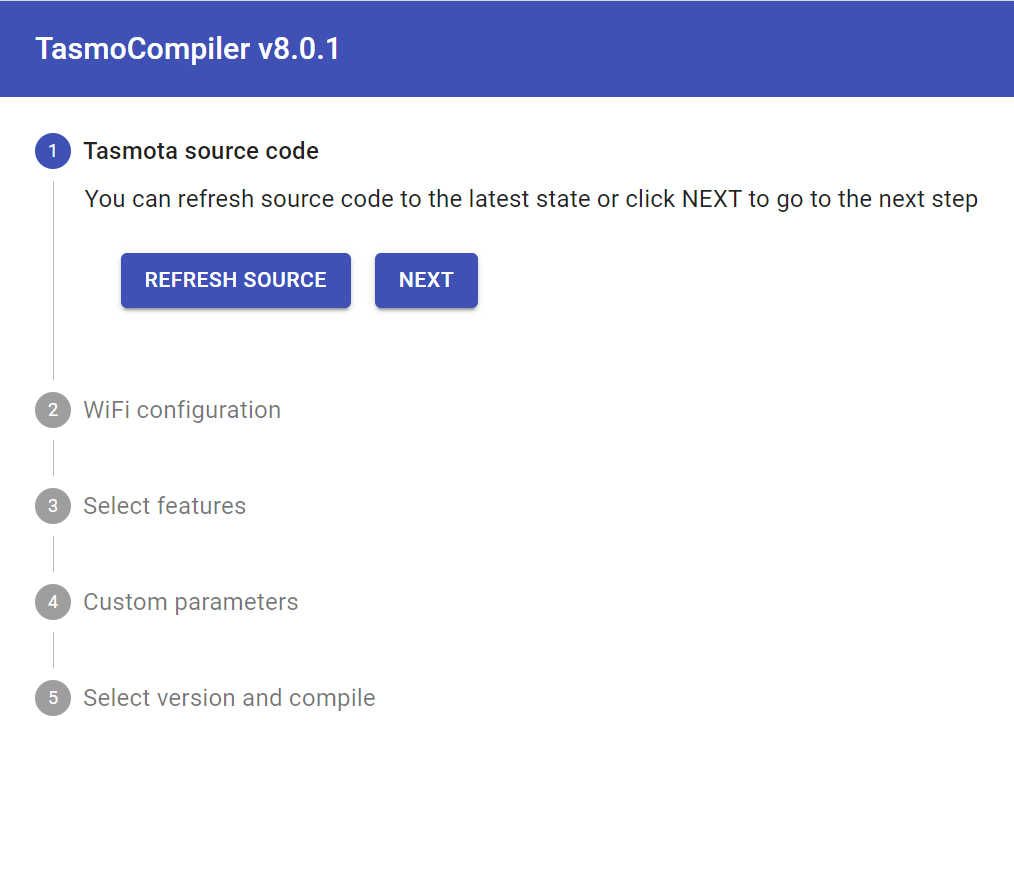 TasmoCompiler v8.0.1
1 Tasmota source code
You can refresh source code to the latest state or click NEXT to go to the next step
REFRESH SOURCE NEXT
2 WiFi configuration
3 Select features
4 Custom parameters
5 Select version and compile